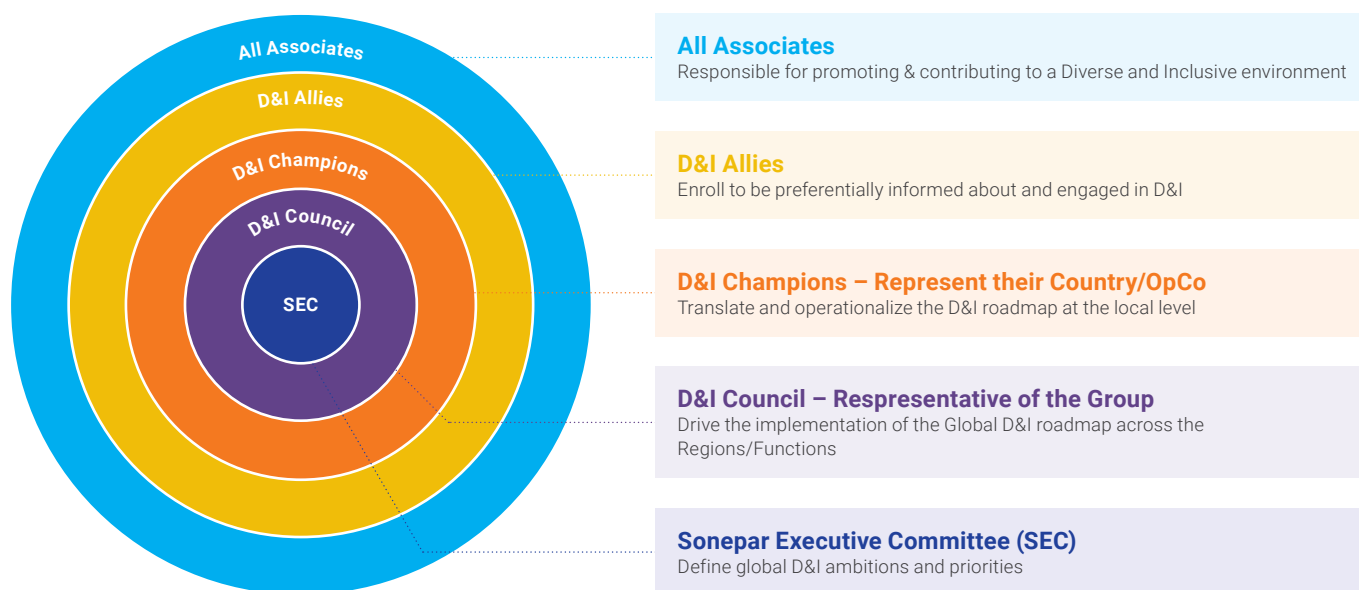 All Associates
D&I Allies
D&I Champions
D&I Council
SEC
All Associates
Responsible for promoting & contributing to a Diverse and Inclusive environment
D&I Allies
Enroll to be preferentially informed about and engaged in D&I
D&I Champions – Represent their Country/OpCo
Translate and operationalize the D&I roadmap at the local level
D&I Council – Respresentative of the Group
Drive the implementation of the Global D&I roadmap across the
Regions/Functions
Sonepar Executive Committee (SEC)
Define global D&I ambitions and priorities